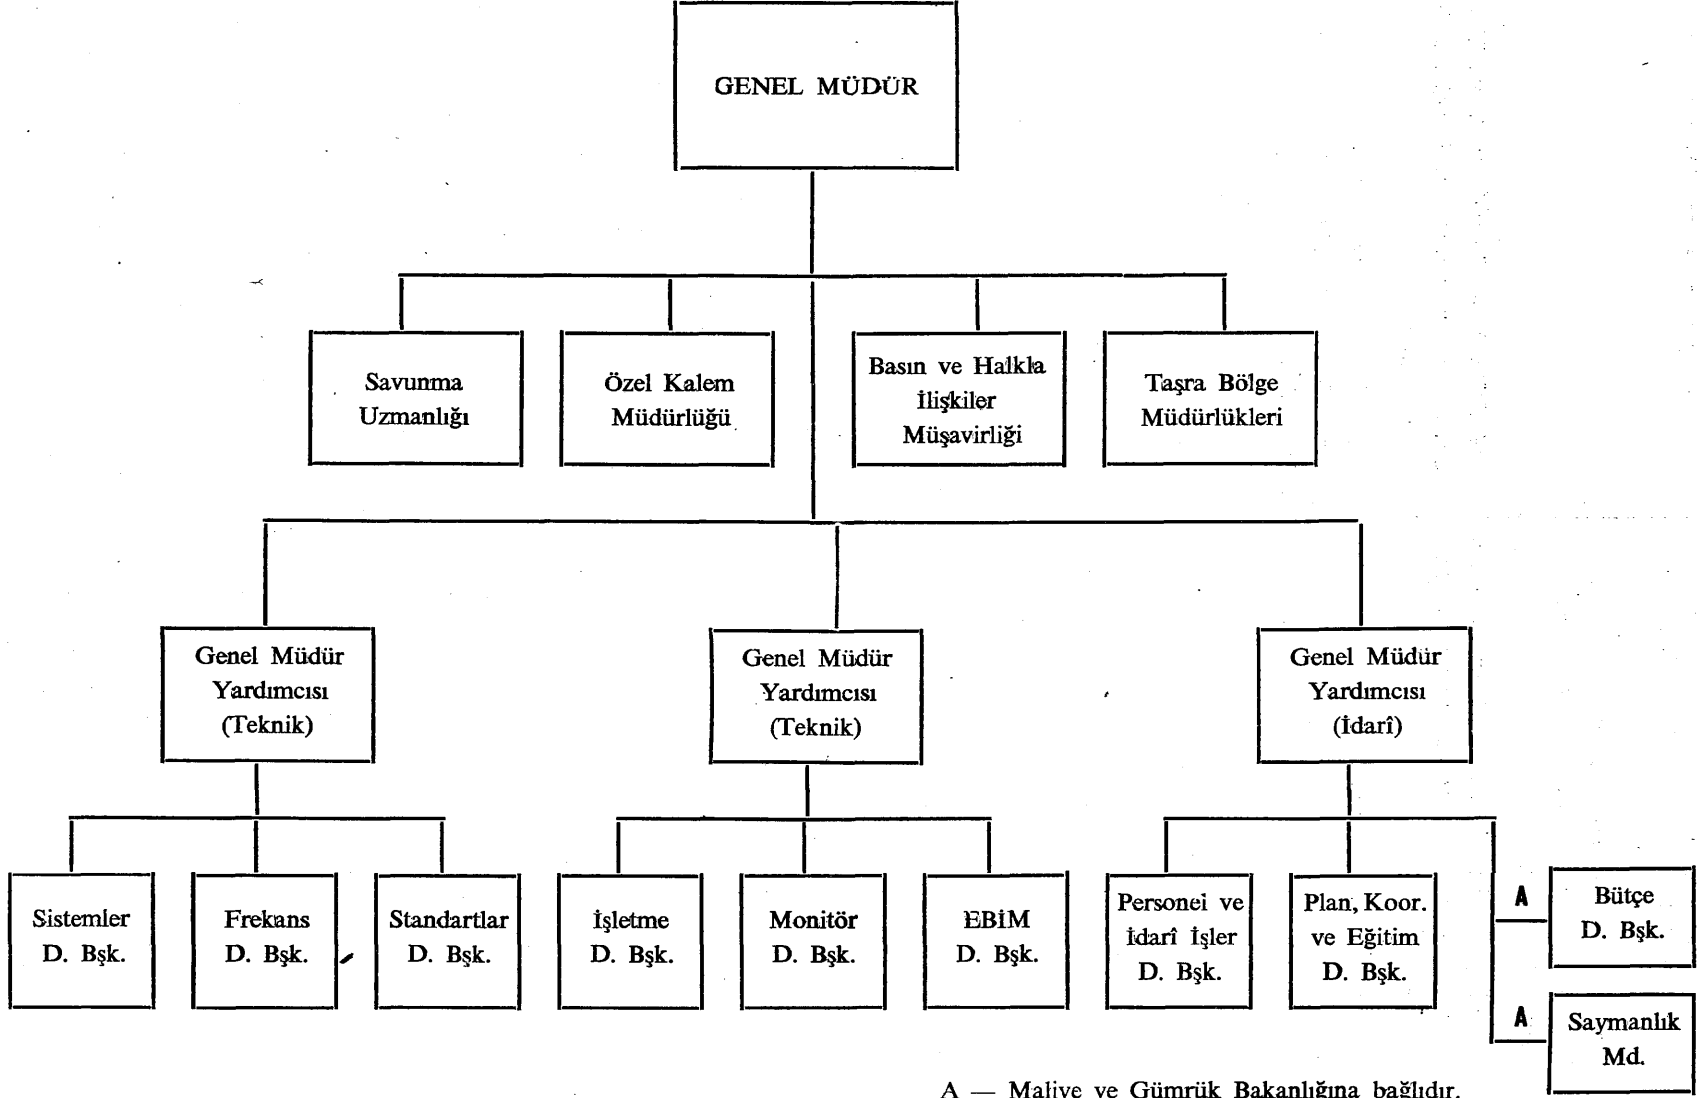 GENEL MÜDÜR
Savunma
Uzmanlığı
Özel Kalem
Müdürlüğü
Basın ve Halkla
İlişkiler
Müşavirliği
Taşra Bölge
Müdürlükleri
Genel Müdür
Yardımcısı
(Teknik)
Genel Müdür
Yardımcısı
(Teknik)
Genel Müdür
Yardımcısı
(İdarî)
Sistemler
D. Bşk.
Frekans
D. Bşk.
Standartlar
D. Bşk.
İşletme
D. Bşk.
Monitör
D. Bşk.
EBİM
D. Bşk.
Personei ve
İdarî İşler
D. Bşk.
Plan, Koor.
ve Eğitim
D. Bşk.
A
Bütçe
D. Bşk.
A
Saymanlık
Md.
A — Maliye ve Gümrük Bakanlığına bağlıdır.